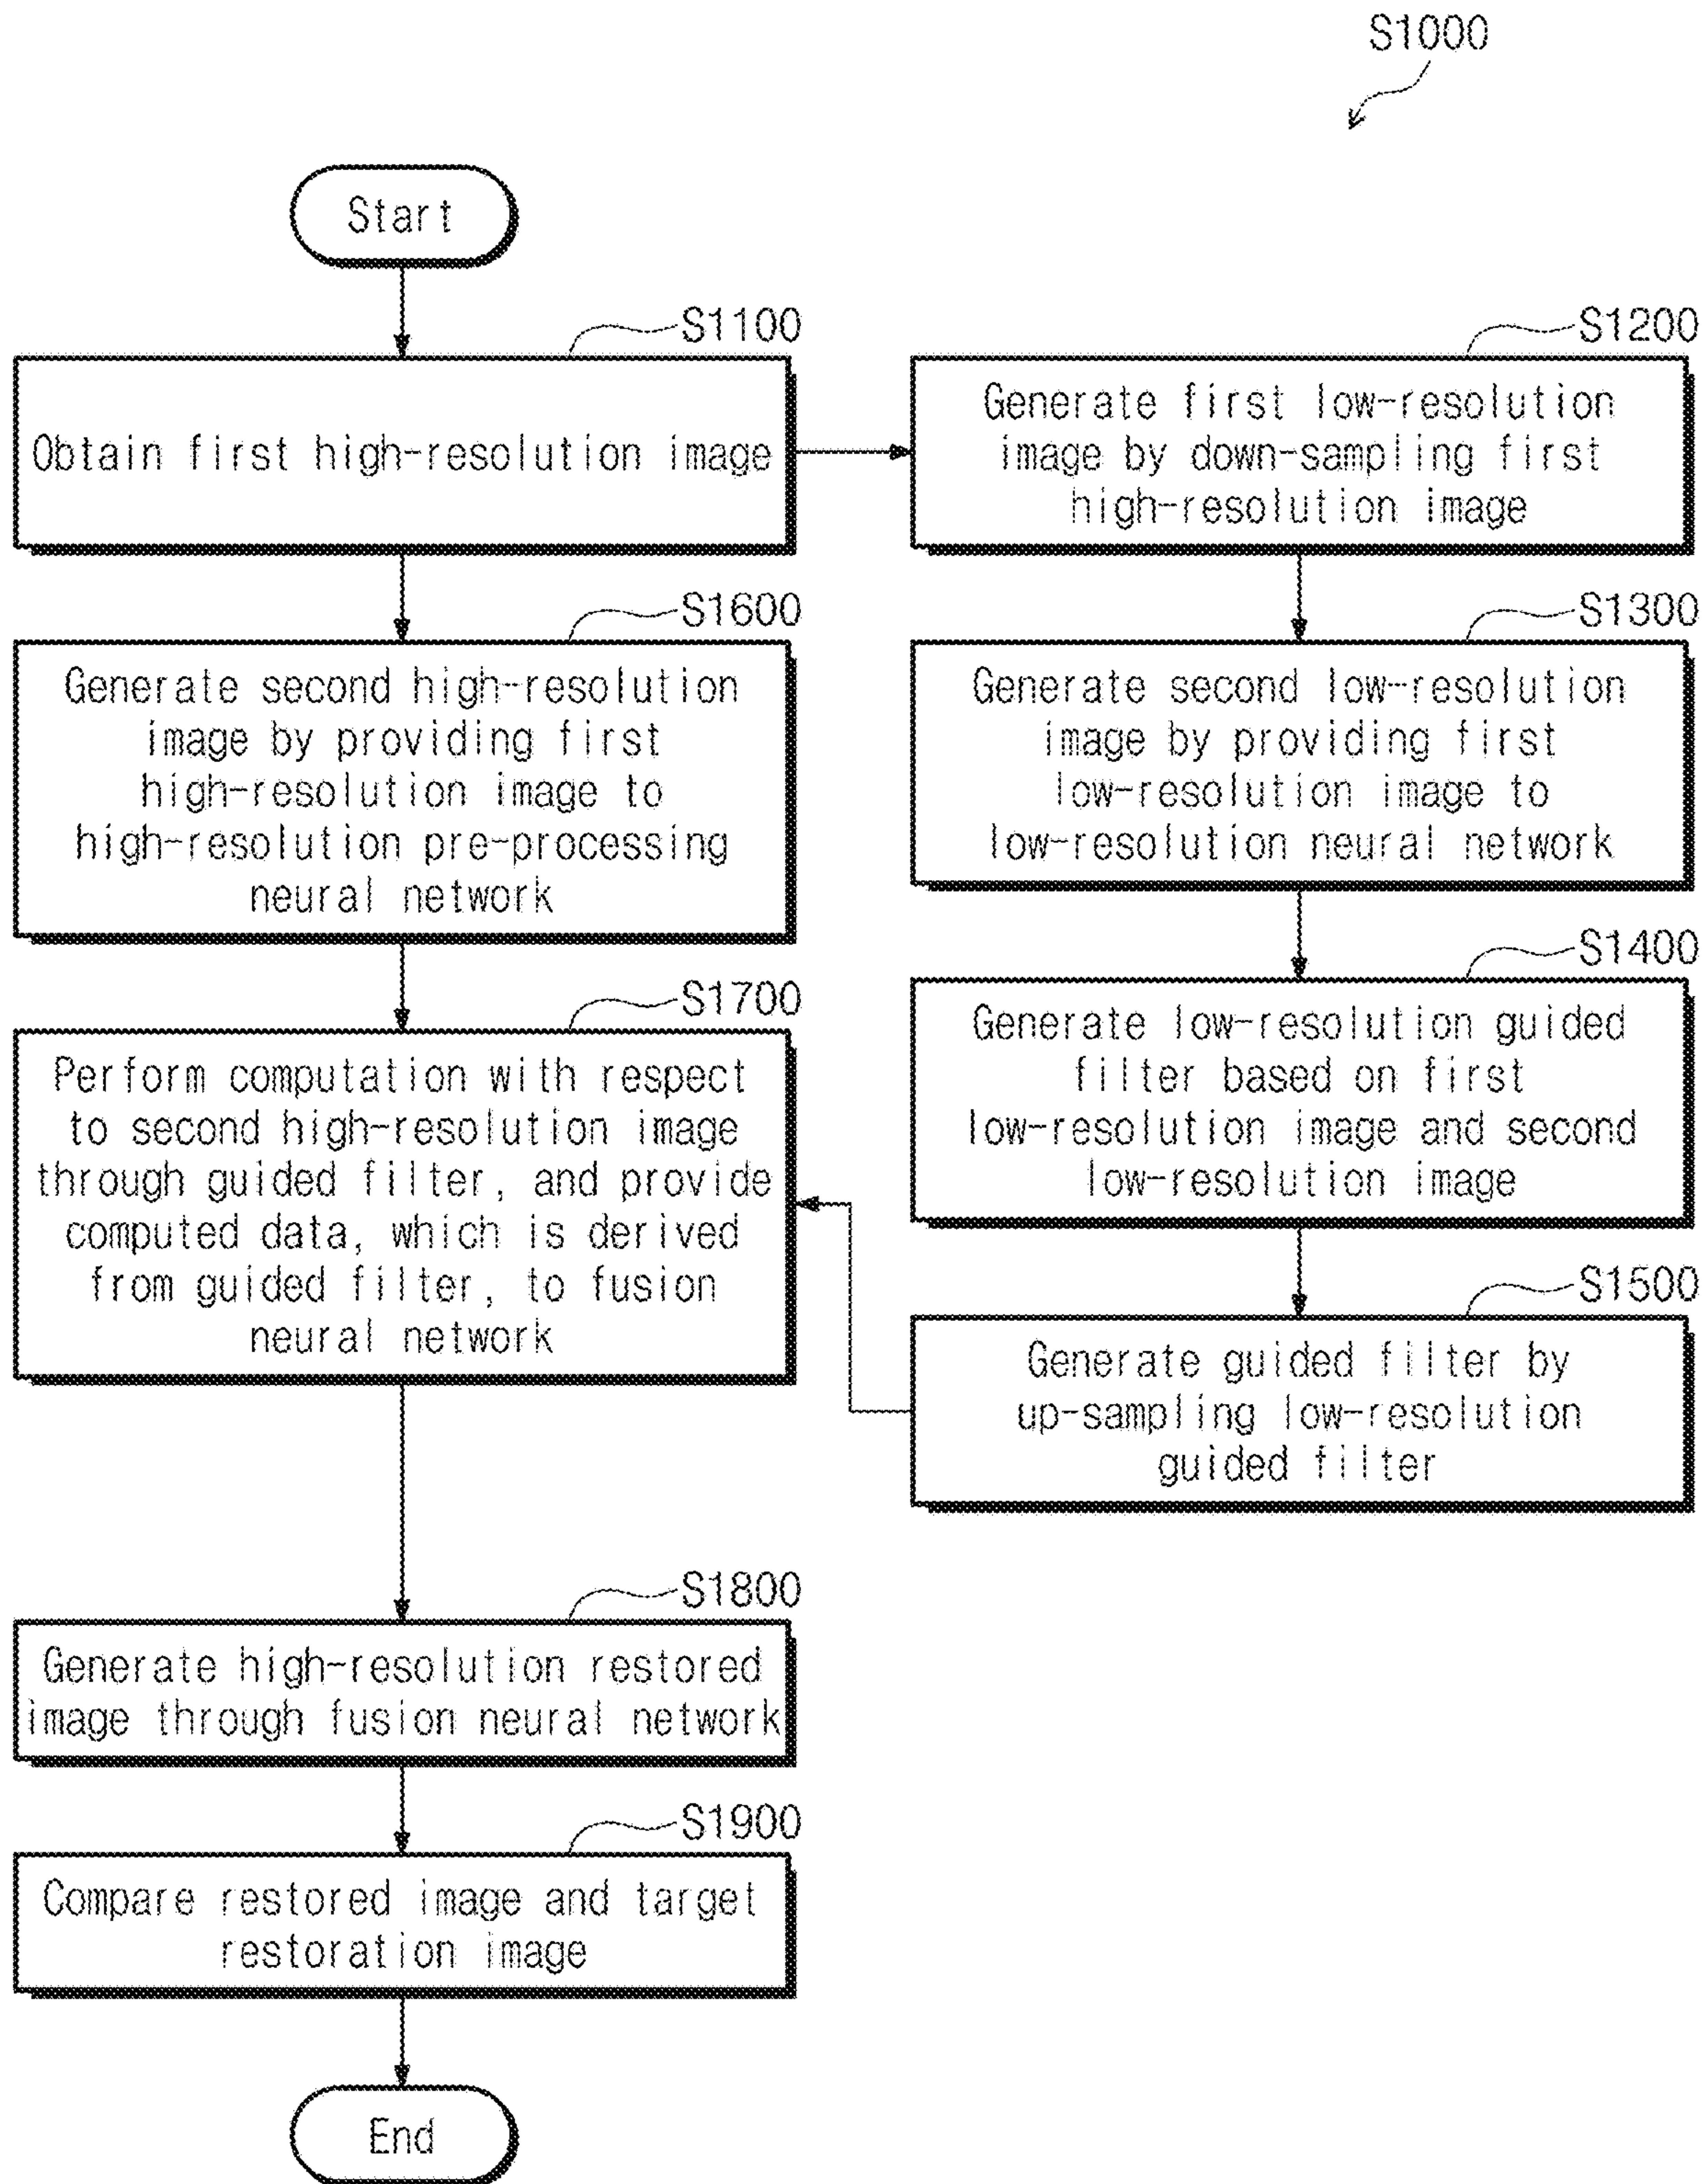 S1000
Start
S1100
Obtain first high-resolution image
S1200
Generate first low-resolution
image by down-sampling first
high-resolution image
S1600
Generate second high-resolution
image by providing first
high-resolution image to
high-resolution pre-processing
neural network
S1300
Generate second low-resolution
image by providing first
low-resolution image to
low-resolution neural network
S1400
Generate low-resolution guided
filter based on first
low-resolution image and second
low-resolution image
S1700
Perform computation with respect
to second high-resolution image
through guided filter, and provide
computed data, which is derived
from guided filter, to fusion
neural network
S1500
Generate guided filter by
up-sampling low-resolution
guided filter
S1800
Generate high-resolution restored
image through fusion neural network
S1900
Compare restored image and target
restoration image
End